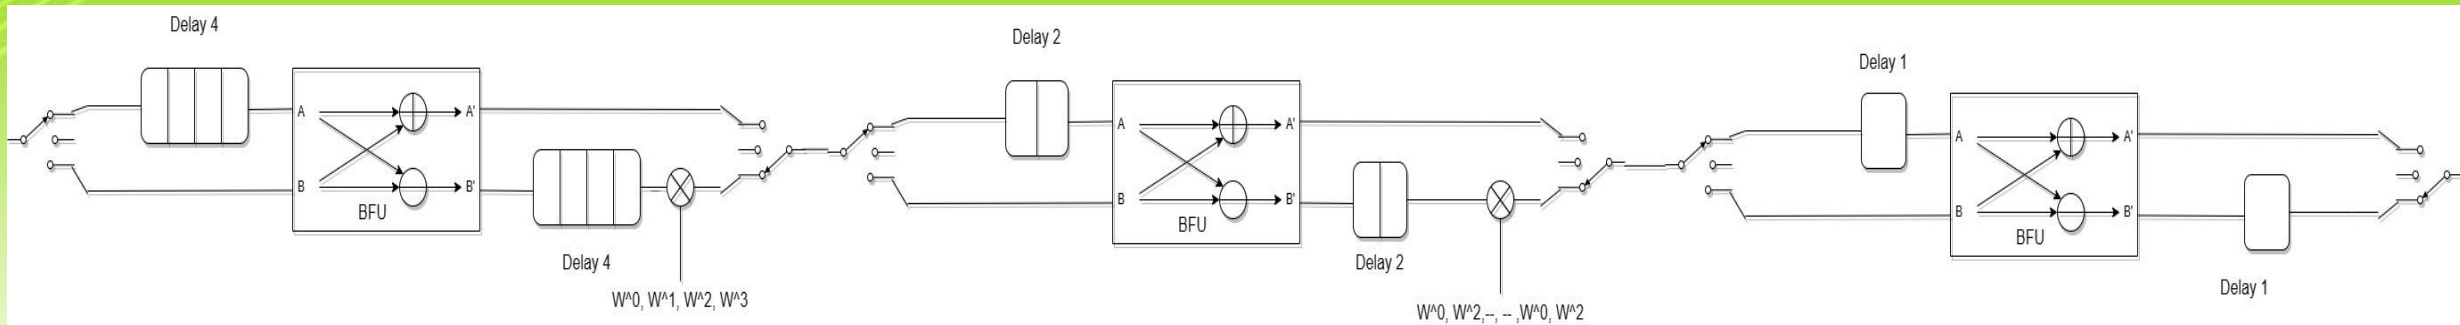 Delay 4
Delay 2
Delay 1
A
A'
B
B'
BFU
Delay 4
W^0, W^1, W^2, W^3
A
A'
B
B'
BFU
Delay 2
W^0, W^2,--, -- ,W^0, W^2
A
A'
B
B'
BFU
Delay 1